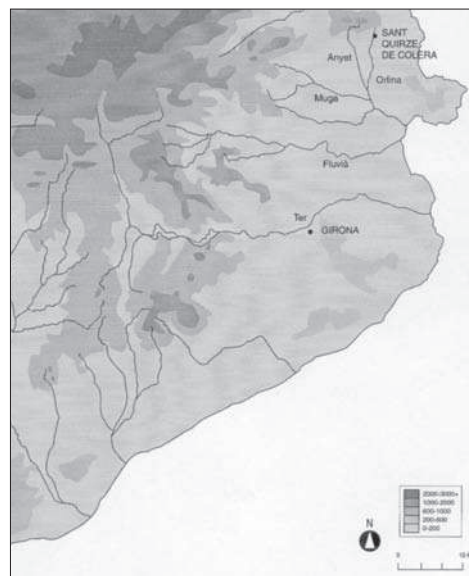 SANT
QUIRZE
DE COLERA
Anyet
Orlina
Muga
Fluvià
Ter
GIRONA
2000-3000+
1000-2000
600-1000
200-600
0-200
N
0